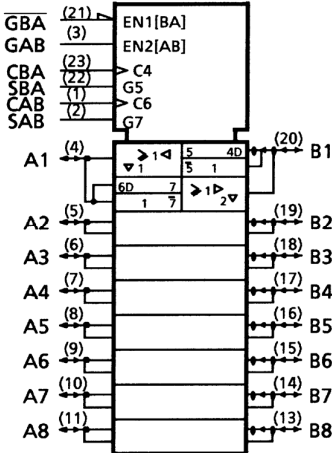 GBA (21) EN1[BA]
GAB (3) EN2[AB]
CBA (23) C4
SBA (22) G5
CAB (1) C6
SAB (2) G7
A1 (4) ≥1 ▽1 5 4D 5 1 (20) B1
6D 7 1 7 ≥1 2▽
A2 (5) (19) B2
A3 (6) (18) B3
A4 (7) (17) B4
A5 (8) (16) B5
A6 (9) (15) B6
A7 (10) (14) B7
A8 (11) (13) B8